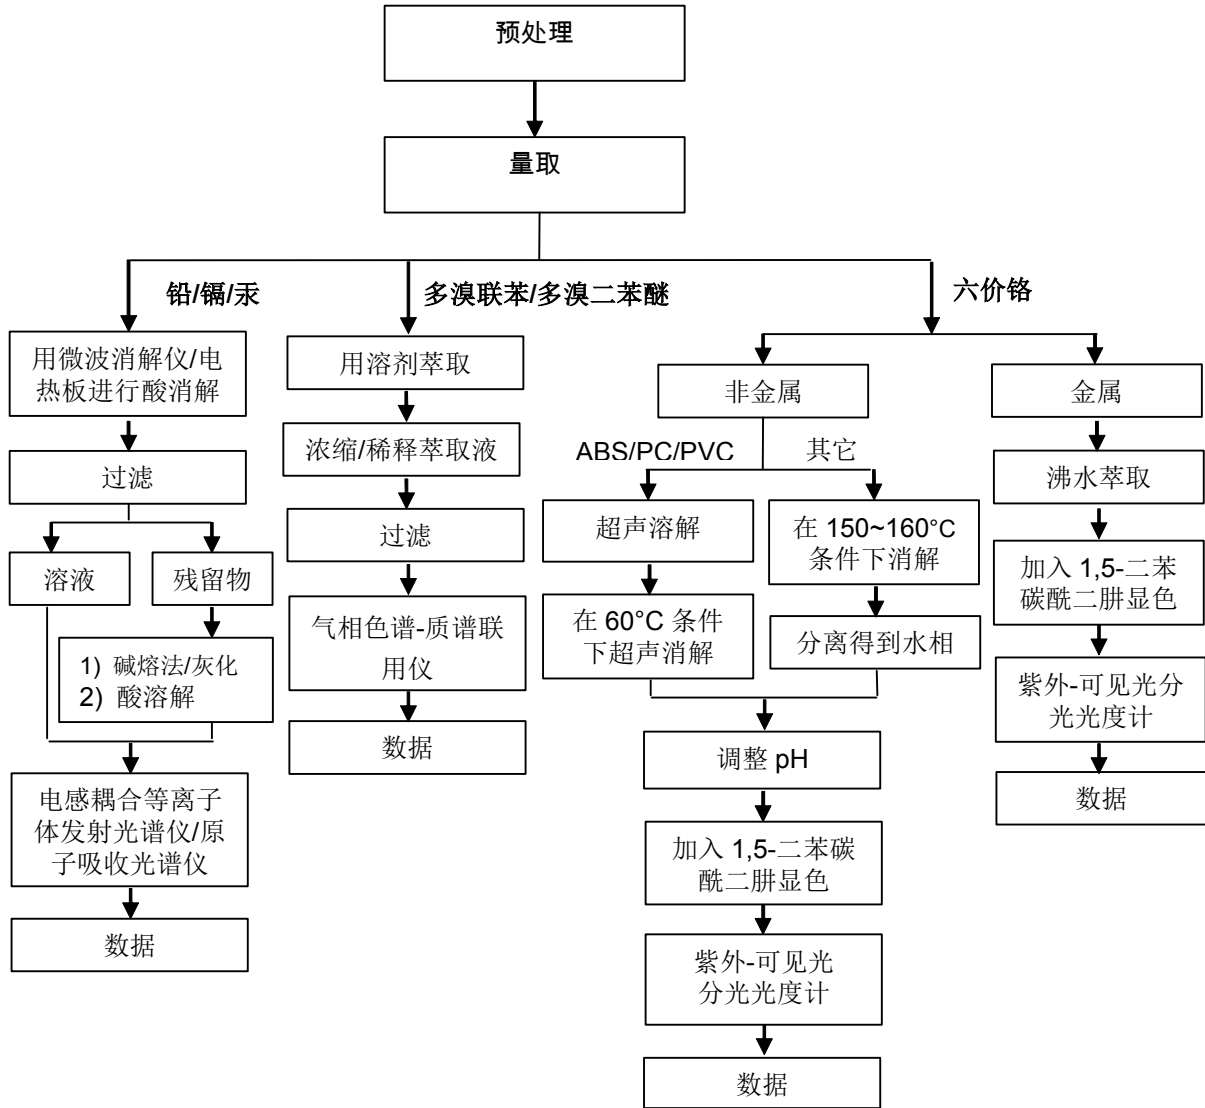 预处理
量取
铅/镉/汞
用微波消解仪/电
热板进行酸消解
过滤
溶液
残留物
1) 碱熔法/灰化
2) 酸溶解
电感耦合等离子
体发射光谱仪/原
子吸收光谱仪
数据
多溴联苯/多溴二苯醚
用溶剂萃取
浓缩/稀释萃取液
过滤
气相色谱-质谱联
用仪
数据
六价铬
非金属
ABS/PC/PVC
其它
超声溶解
在 60°C 条件
下超声消解
在 150~160°C
条件下消解
分离得到水相
调整 pH
加入 1,5-二苯碳
酰二肼显色
紫外-可见光
分光光度计
数据
金属
沸水萃取
加入 1,5-二苯
碳酰二肼显色
紫外-可见光分
光光度计
数据